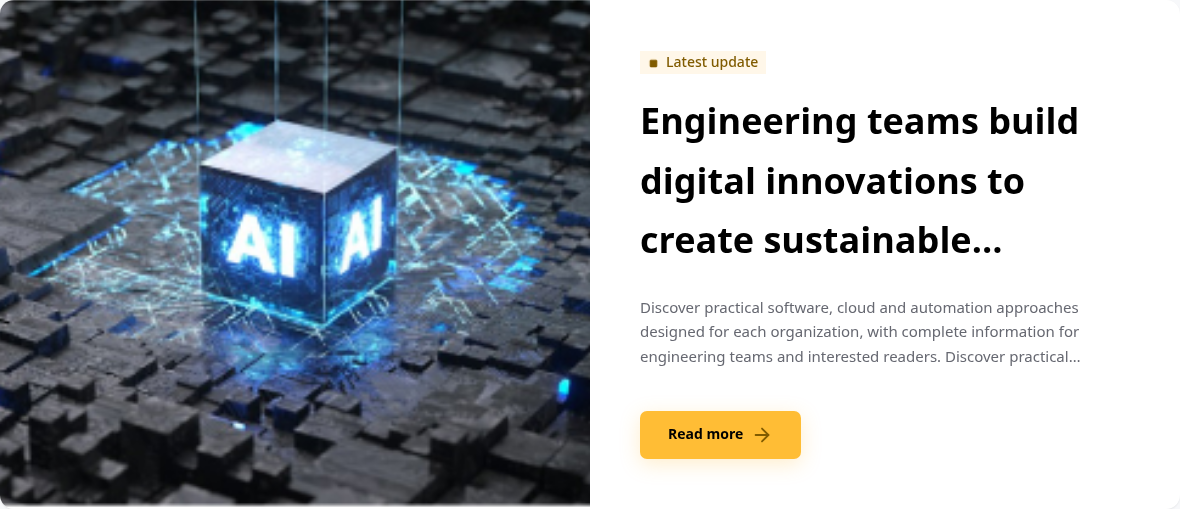 AI AI
Latest update
Engineering teams build
digital innovations to
create sustainable...
Discover practical software, cloud and automation approaches
designed for each organization, with complete information for
engineering teams and interested readers. Discover practical...
Read more